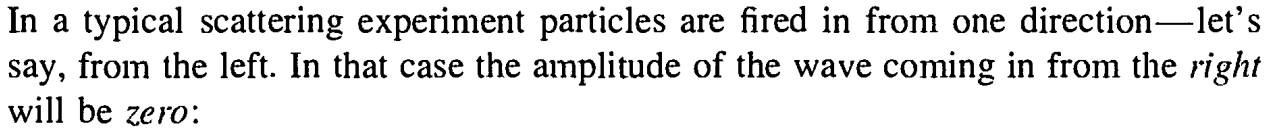 In a typical scattering experiment particles are fired in from one direction—let's
say, from the left. In that case the amplitude of the wave coming in from the right
will be zero: